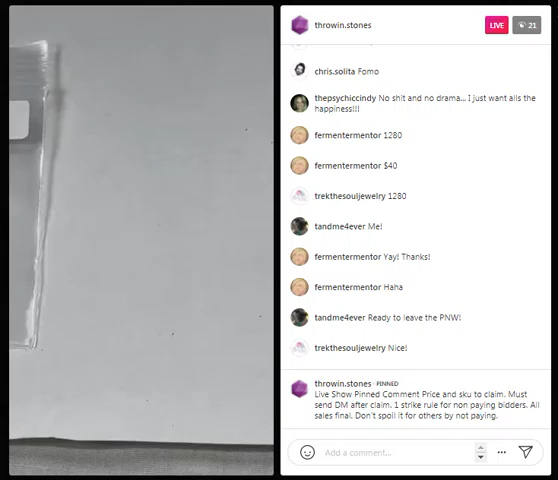 throwin.stones
LIVE
21
chris.solita Fomo
thepsychiccindy No shit and no drama... I just want alls the
happiness!!!
fermentermentor 1280
fermentermentor $40
trekthesouljewelry 1280
tandme4ever Me!
fermentermentor Yay! Thanks!
fermentermentor Haha
tandme4ever Ready to leave the PNW!
trekthesouljewelry Nice!
throwin.stones · PINNED
Live Show Pinned Comment Price and sku to claim. Must
send DM after claim. 1 strike rule for non paying bidders. All
sales final. Don't spoil it for others by not paying.
Add a comment...